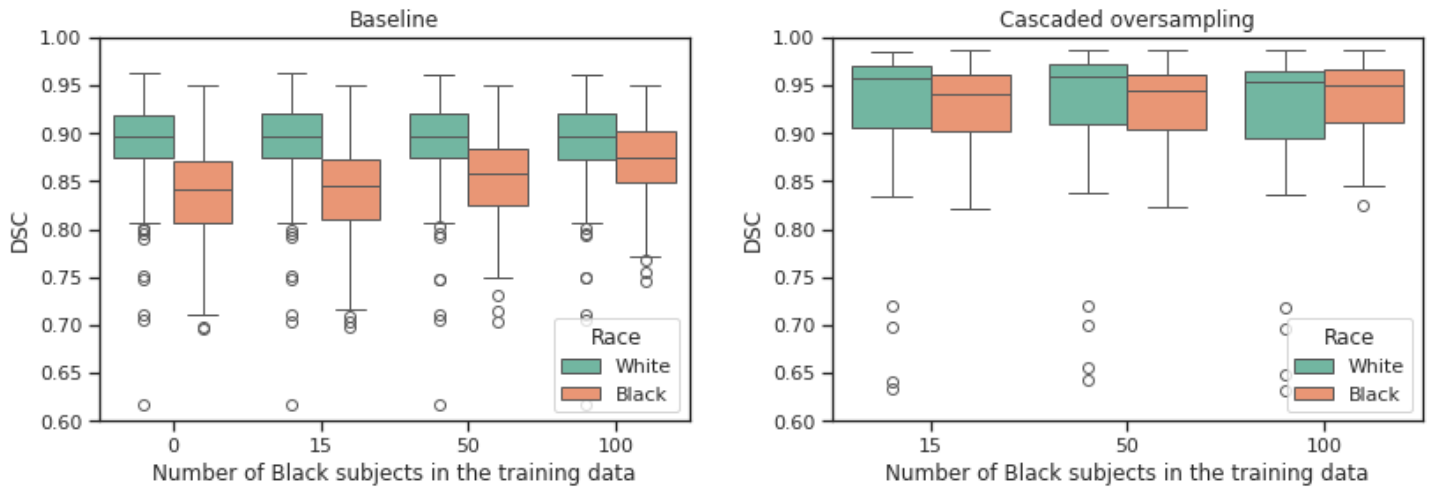 Baseline
DSC
1.00
0.95
0.90
0.85
0.80
0.75
0.70
0.65
0.60
0 15 50 100
Number of Black subjects in the training data
Race
White
Black
Cascaded oversampling
DSC
1.00
0.95
0.90
0.85
0.80
0.75
0.70
0.65
0.60
15 50 100
Number of Black subjects in the training data
Race
White
Black